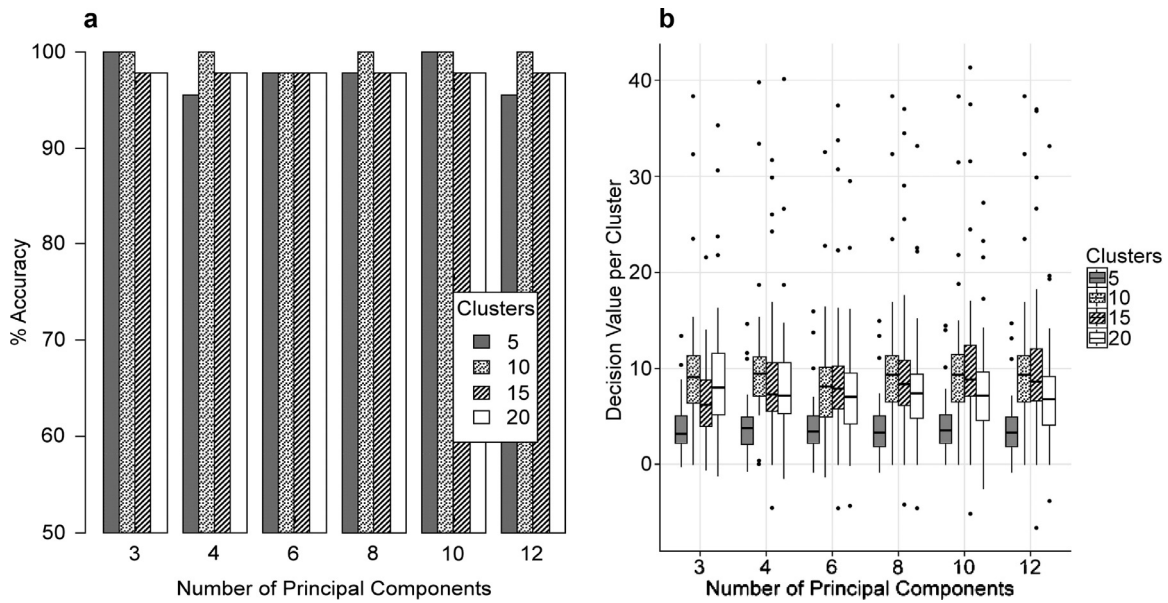 a
100
90
80
70
60
50
% Accuracy
Clusters
5
10
15
20
3 4 6 8 10 12
Number of Principal Components
b
40
30
20
10
0
Decision Value per Cluster
3 4 6 8 10 12
Number of Principal Components
Clusters
5
10
15
20